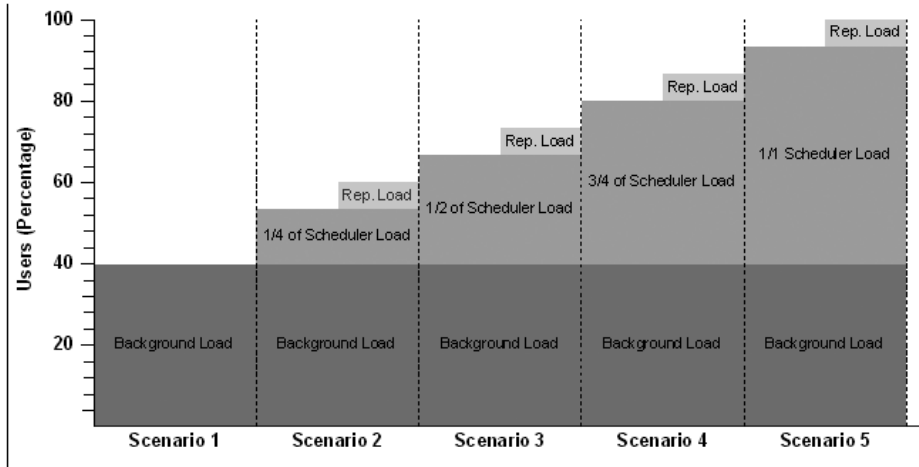 100
80
60
40
20
Users (Percentage)
Rep. Load
Rep. Load
Rep. Load
Rep. Load
1/4 of Scheduler Load
1/2 of Scheduler Load
3/4 of Scheduler Load
1/1 Scheduler Load
Background Load
Background Load
Background Load
Background Load
Background Load
Scenario 1
Scenario 2
Scenario 3
Scenario 4
Scenario 5